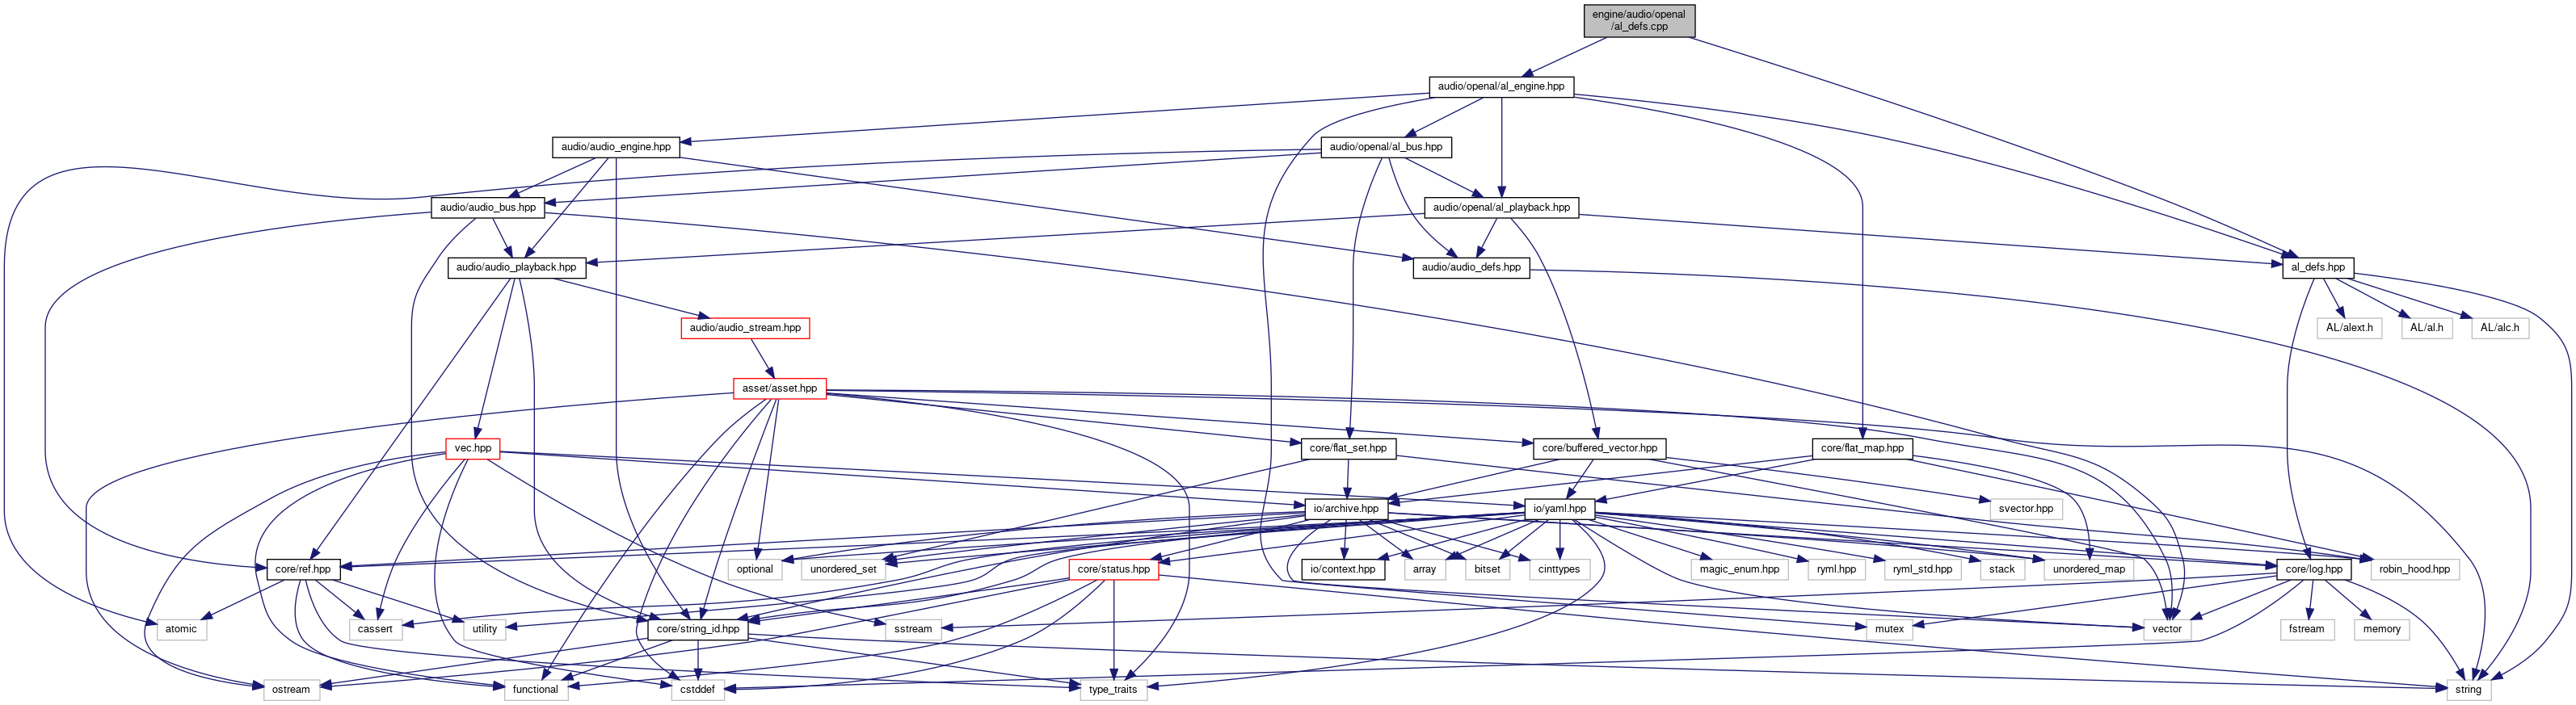 engine/audio/openal
/al_defs.cpp
audio/openal/al_engine.hpp
audio/audio_engine.hpp
audio/openal/al_bus.hpp
audio/audio_bus.hpp
audio/openal/al_playback.hpp
audio/audio_playback.hpp
audio/audio_defs.hpp
al_defs.hpp
audio/audio_stream.hpp
AL/alext.h
AL/al.h
AL/alc.h
asset/asset.hpp
vec.hpp
core/flat_set.hpp
core/buffered_vector.hpp
core/flat_map.hpp
io/archive.hpp
io/yaml.hpp
svector.hpp
core/ref.hpp
optional
unordered_set
core/status.hpp
io/context.hpp
array
bitset
cinttypes
magic_enum.hpp
ryml.hpp
ryml_std.hpp
stack
unordered_map
core/log.hpp
robin_hood.hpp
atomic
cassert
utility
core/string_id.hpp
sstream
mutex
vector
fstream
memory
ostream
functional
cstddef
type_traits
string